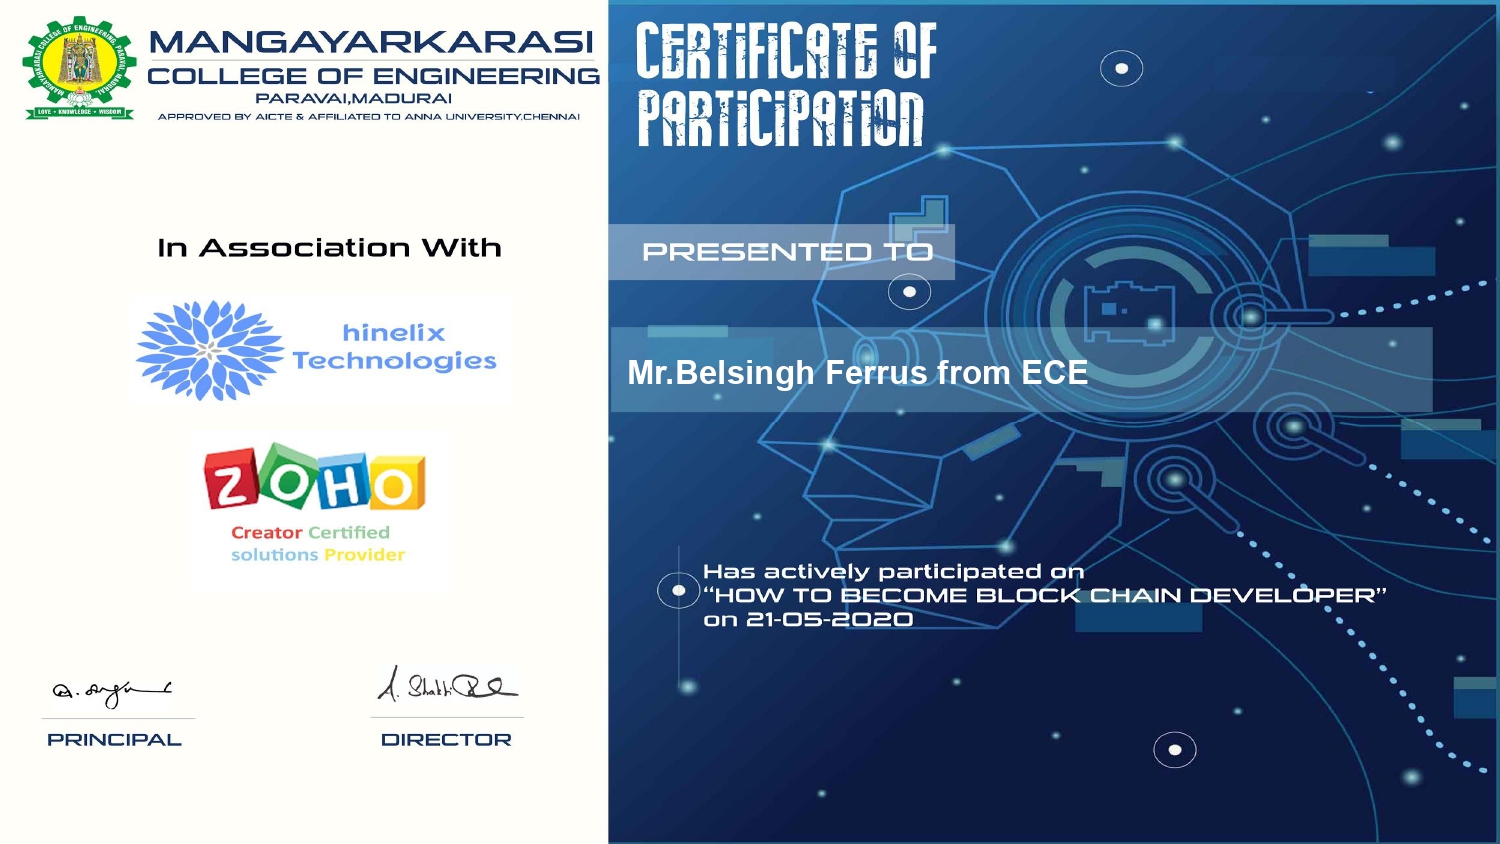 MANGAYARKARASI
COLLEGE OF ENGINEERING
PARAVAI,MADURAI
APPROVED BY AICTE & AFFILIATED TO ANNA UNIVERSITY,CHENNAI
MANGAYARKARASI COLLEGE OF ENGINEERING, PARAVAI, MADURAI.
LOVE • KNOWLEDGE • WISDOM
In Association With
hinelix
Technologies
ZOHO
Creator Certified
solutions Provider
A. Shakthi
PRINCIPAL
DIRECTOR
CERTIFICATE OF
PARTICIPATION
PRESENTED TO
Mr.Belsingh Ferrus from ECE
Has actively participated on
“HOW TO BECOME BLOCK CHAIN DEVELOPER”
on 21-05-2020